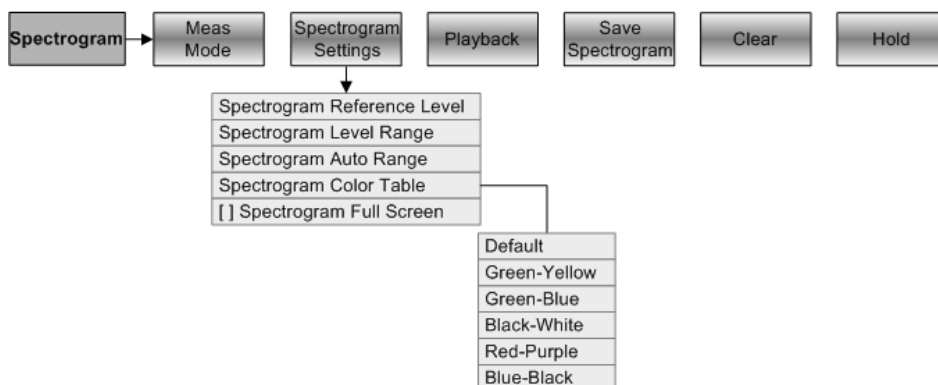 Spectrogram
Meas
Mode
Spectrogram
Settings
Playback
Save
Spectrogram
Clear
Hold
Spectrogram Reference Level
Spectrogram Level Range
Spectrogram Auto Range
Spectrogram Color Table
[ ] Spectrogram Full Screen
Default
Green-Yellow
Green-Blue
Black-White
Red-Purple
Blue-Black